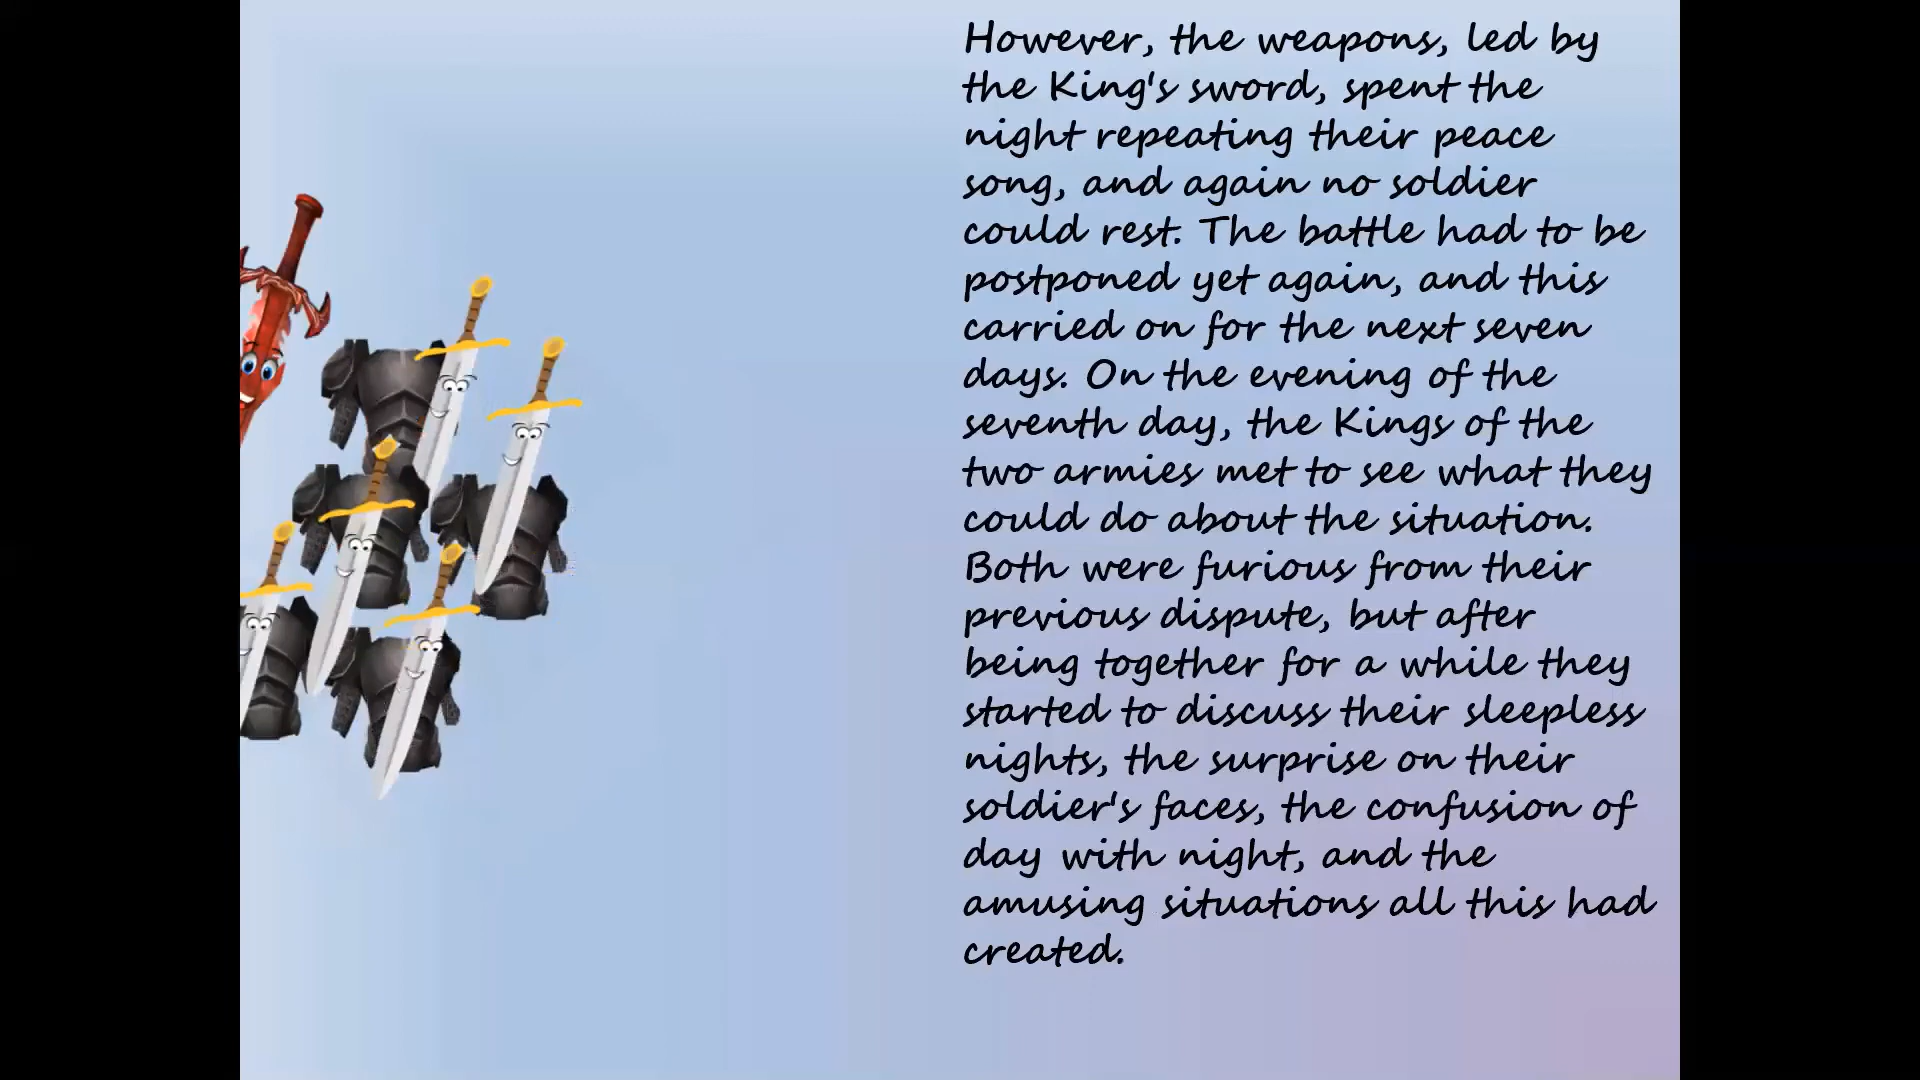 However, the weapons, led by
the King's sword, spent the
night repeating their peace
song, and again no soldier
could rest. The battle had to be
postponed yet again, and this
carried on for the next seven
days. On the evening of the
seventh day, the Kings of the
two armies met to see what they
could do about the situation.
Both were furious from their
previous dispute, but after
being together for a while they
started to discuss their sleepless
nights, the surprise on their
soldier's faces, the confusion of
day with night, and the
amusing situations all this had
created.